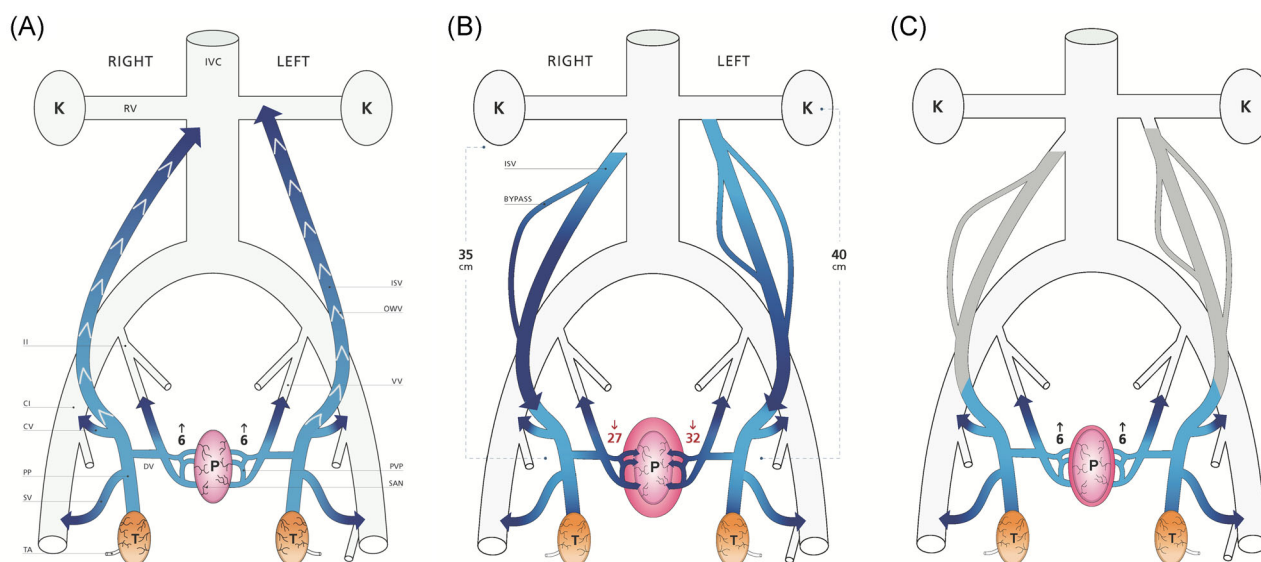 (A)
RIGHT
IVC
LEFT
K
RV
K
ISV
OWV
II
VV
CI
CV
↑
6
↑
6
P
DV
PP
PVP
SAN
SV
TA
T
T
(B)
RIGHT
LEFT
K
K
ISV
BYPASS
35
cm
40
cm
↓
27
↓
32
P
T
T
(C)
K
K
↑
6
↑
6
P
T
T